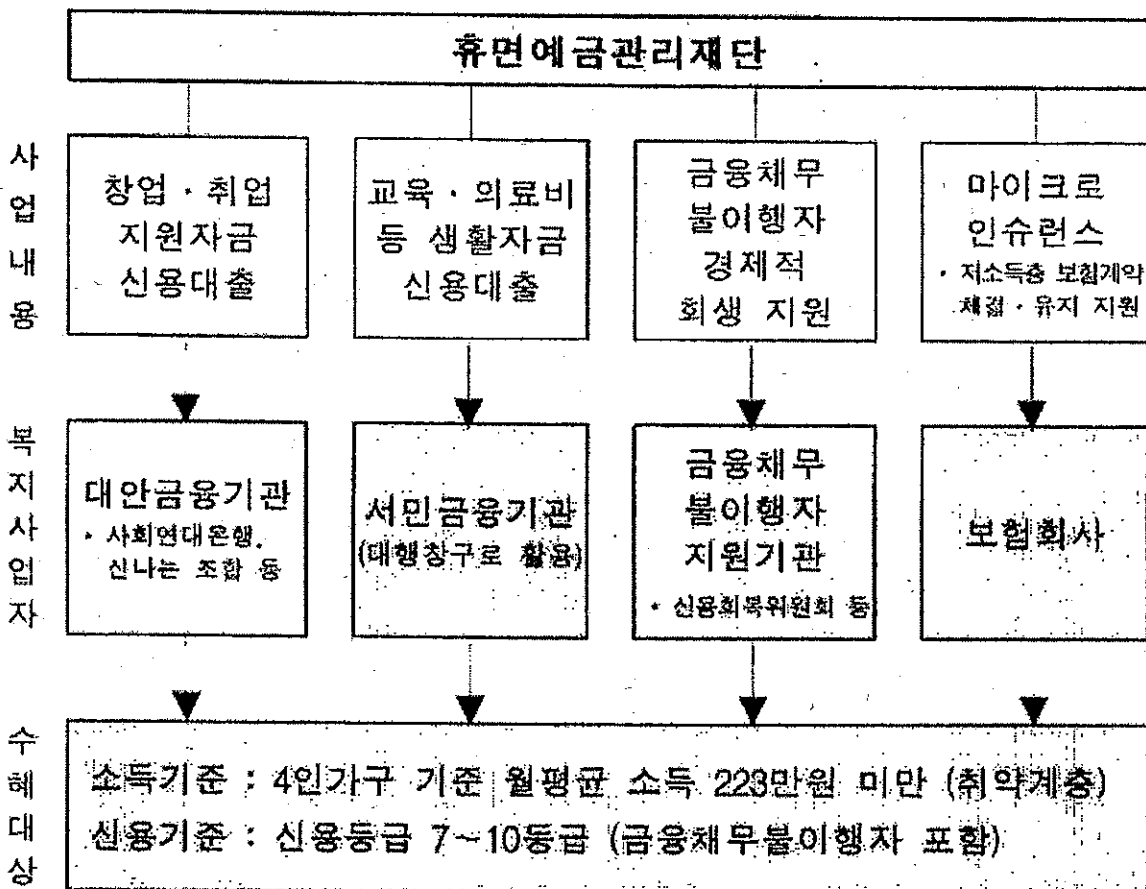 휴면예금관리재단
사업내용
창업·취업
지원자금
신용대출
교육·의료비
등 생활자금
신용대출
금융채무
불이행자
경제적
회생 지원
마이크로
인슈런스
· 저소득층 보험계약
체결·유지 지원
복지사업자
대안금융기관
· 사회연대은행,
신나는 조합 등
서민금융기관
(대행창구로 활용)
금융채무
불이행자
지원기관
· 신용회복위원회 등
보험회사
수혜대상
소득기준 : 4인가구 기준 월평균 소득 223만원 미만 (취약계층)
신용기준 : 신용등급 7~10등급 (금융채무불이행자 포함)